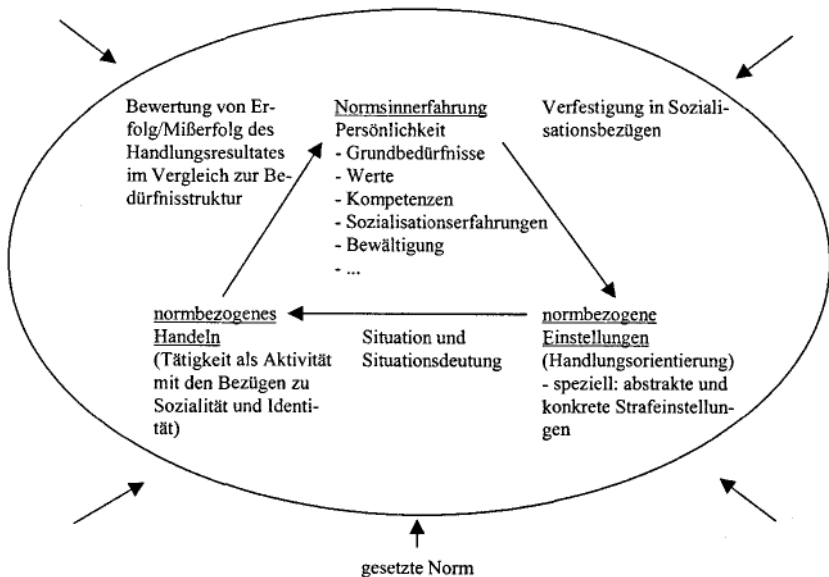 Bewertung von Er-
folg/Mißerfolg des
Handlungsresultates
im Vergleich zur Be-
dürfnisstruktur
Normsinnerfahrung
Persönlichkeit
- Grundbedürfnisse
- Werte
- Kompetenzen
- Sozialisationserfahrungen
- Bewältigung
- ...
Verfestigung in Soziali-
sationsbezügen
normbezogenes
Handeln
(Tätigkeit als Aktivität
mit den Bezügen zu
Sozialität und Identi-
tät)
Situation und
Situationsdeutung
normbezogene
Einstellungen
(Handlungsorientierung)
- speziell: abstrakte und
konkrete Strafeinstellun-
gen
gesetzte Norm